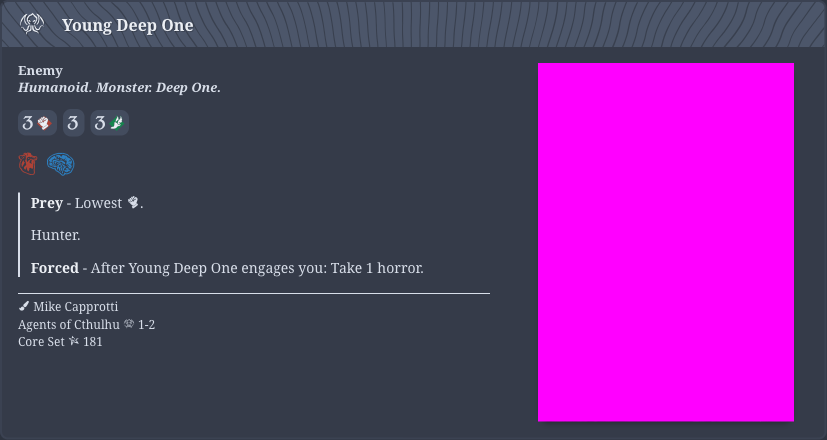 Young Deep One
Enemy
Humanoid. Monster. Deep One.
3 3 3
Prey - Lowest .
Hunter.
Forced - After Young Deep One engages you: Take 1 horror.
Mike Capprotti
Agents of Cthulhu 1-2
Core Set 181